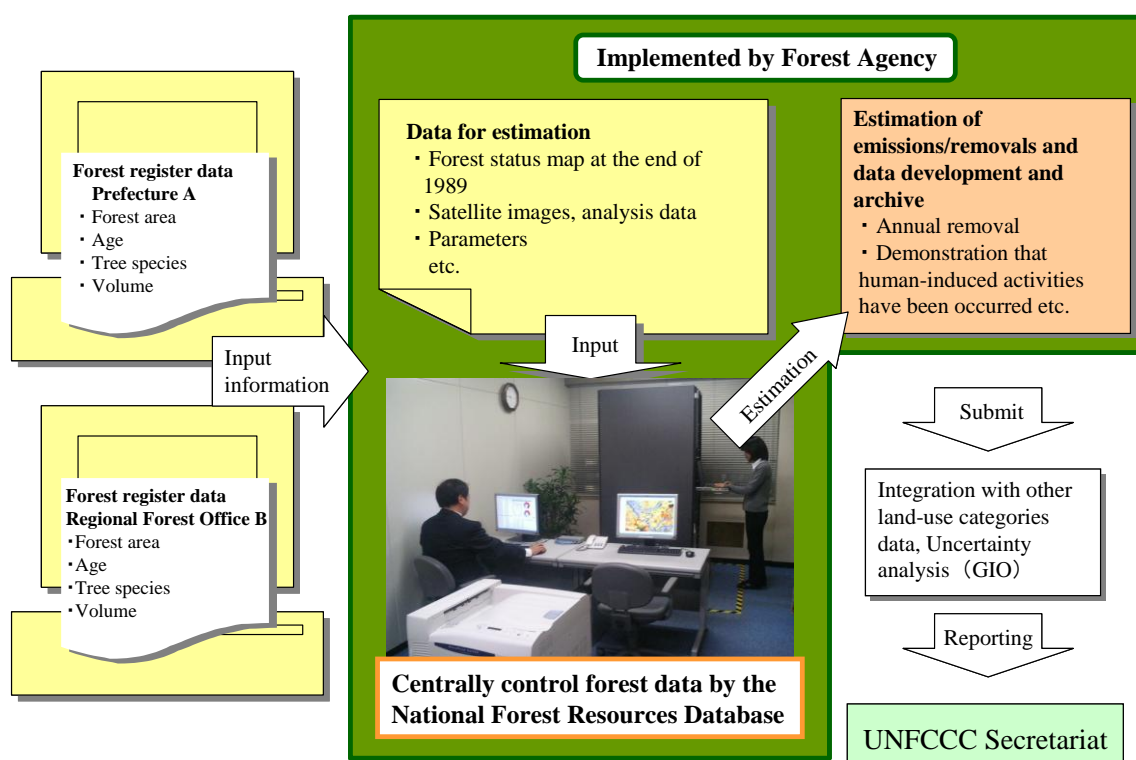 Implemented by Forest Agency
Forest register data
Prefecture A
・Forest area
・Age
・Tree species
・Volume
Forest register data
Regional Forest Office B
・Forest area
・Age
・Tree species
・Volume
Input
information
Data for estimation
・Forest status map at the end of
1989
・Satellite images, analysis data
・Parameters
etc.
Input
Centrally control forest data by the
National Forest Resources Database
Estimation
Estimation of
emissions/removals and
data development and
archive
・Annual removal
・Demonstration that
human-induced activities
have been occurred etc.
Submit
Integration with other
land-use categories
data, Uncertainty
analysis（GIO）
Reporting
UNFCCC Secretariat